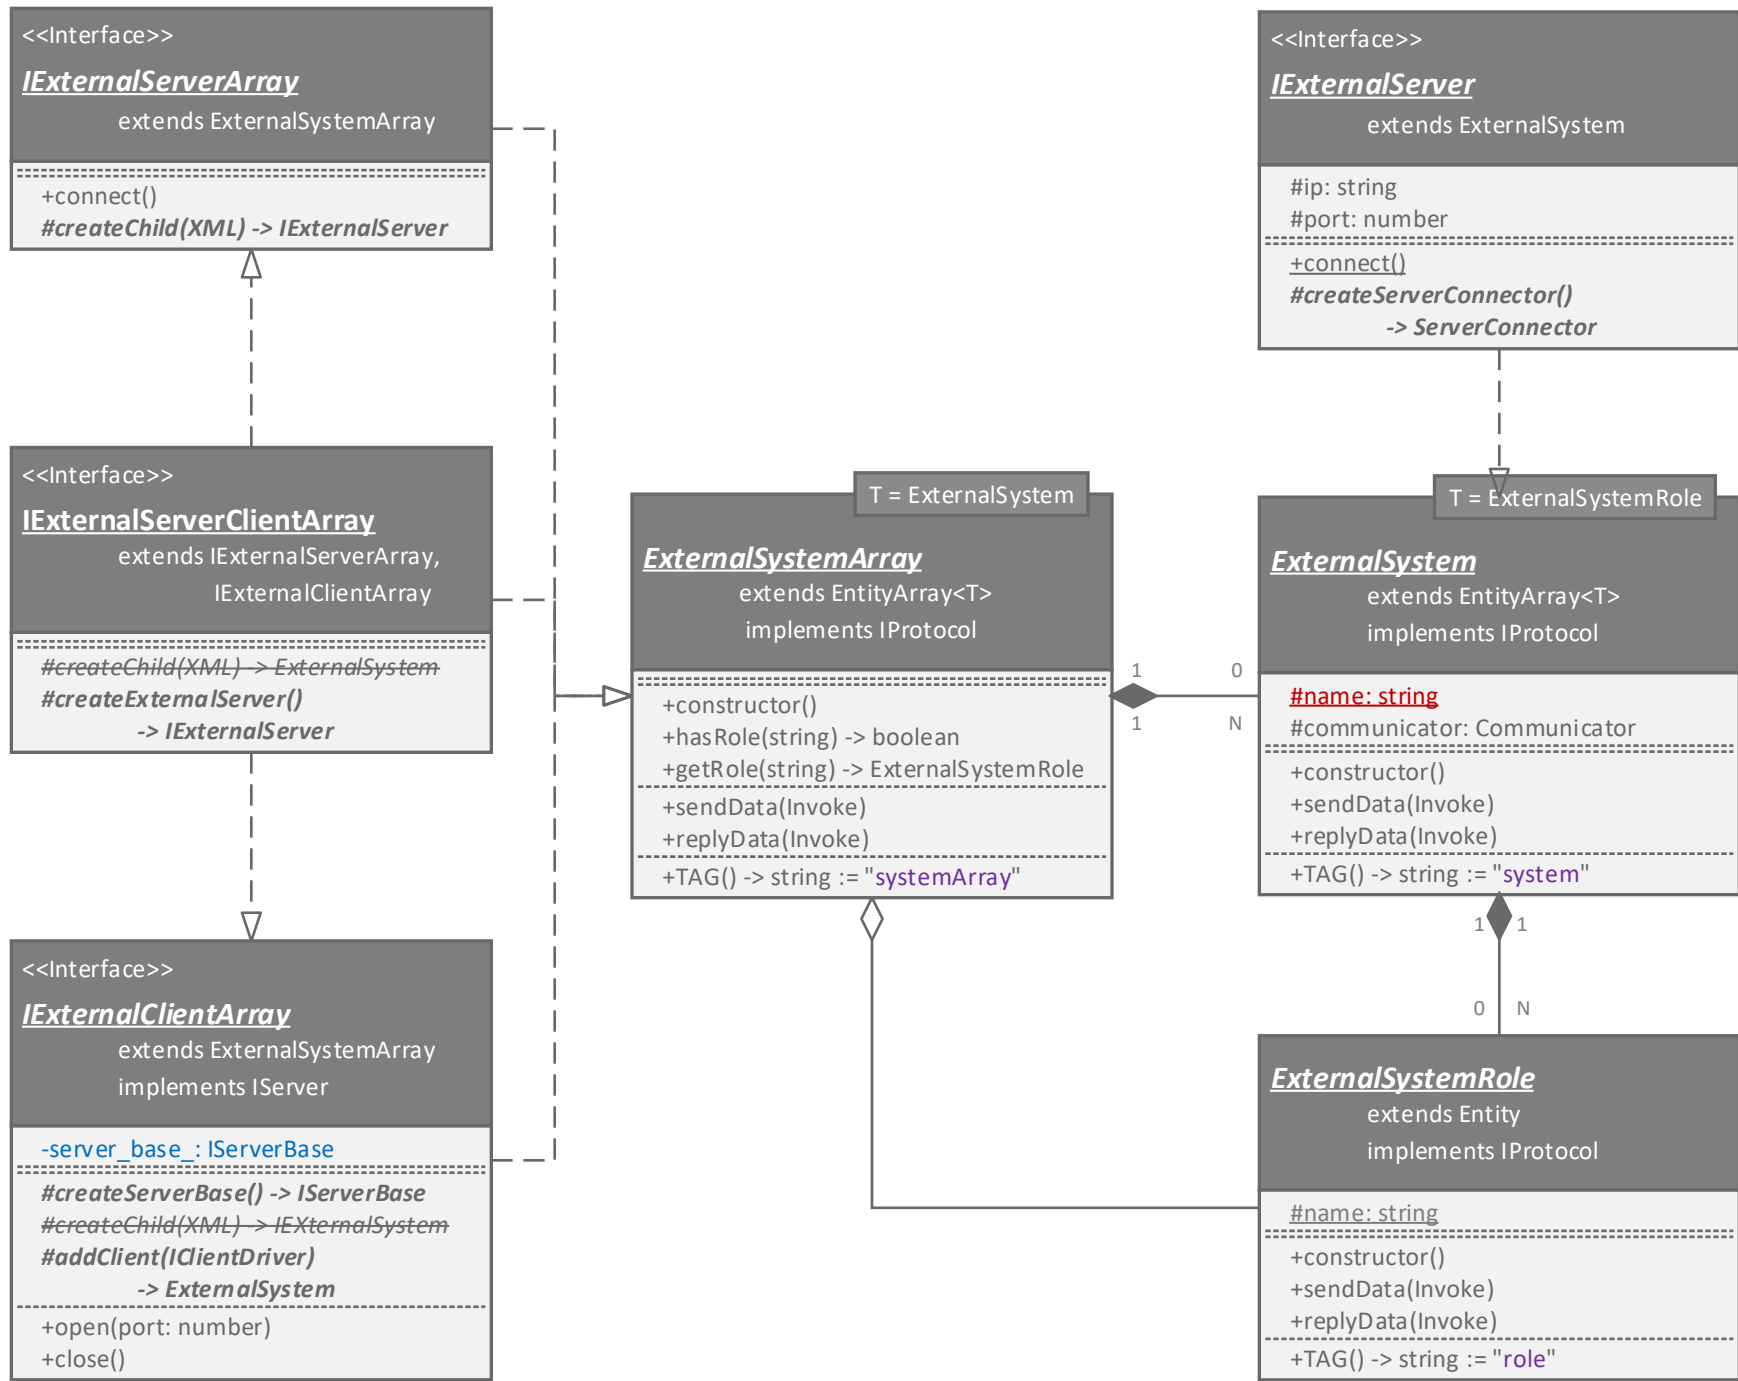 <<Interface>>
IExternalServerArray
extends ExternalSystemArray
+connect()
#createChild(XML) -> IExternalServer
<<Interface>>
IExternalServerClientArray
extends IExternalServerArray,
IExternalClientArray
#createChild(XML) -> ExternalSystem
#createExternalServer()
-> IExternalServer
<<Interface>>
IExternalClientArray
extends ExternalSystemArray
implements IServer
-server_base_: IServerBase
#createServerBase() -> IServerBase
#createChild(XML) -> IEXternalSystem
#addClient(IClientDriver)
-> ExternalSystem
+open(port: number)
+close()
T = ExternalSystem
ExternalSystemArray
extends EntityArray<T>
implements IProtocol
+constructor()
+hasRole(string) -> boolean
+getRole(string) -> ExternalSystemRole
+sendData(Invoke)
+replyData(Invoke)
+TAG() -> string := "systemArray"
1 0
1 N
<<Interface>>
IExternalServer
extends ExternalSystem
#ip: string
#port: number
+connect()
#createServerConnector()
-> ServerConnector
T = ExternalSystemRole
ExternalSystem
extends EntityArray<T>
implements IProtocol
#name: string
#communicator: Communicator
+constructor()
+sendData(Invoke)
+replyData(Invoke)
+TAG() -> string := "system"
1 1
0 N
ExternalSystemRole
extends Entity
implements IProtocol
#name: string
+constructor()
+sendData(Invoke)
+replyData(Invoke)
+TAG() -> string := "role"